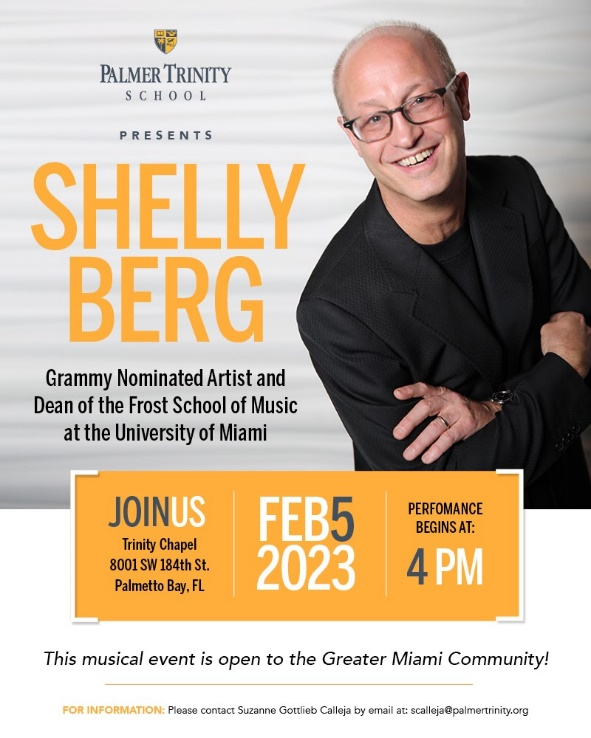 PALMER TRINITY
SCHOOL
PRESENTS
SHELLY
BERG
Grammy Nominated Artist and
Dean of the Frost School of Music
at the University of Miami
JOINUS
Trinity Chapel
8001 SW 184th St.
Palmetto Bay, FL
FEB5
2023
PERFOMANCE
BEGINS AT:
4 PM
This musical event is open to the Greater Miami Community!
FOR INFORMATION: Please contact Suzanne Gottlieb Calleja by email at: scalleja@palmertrinity.org